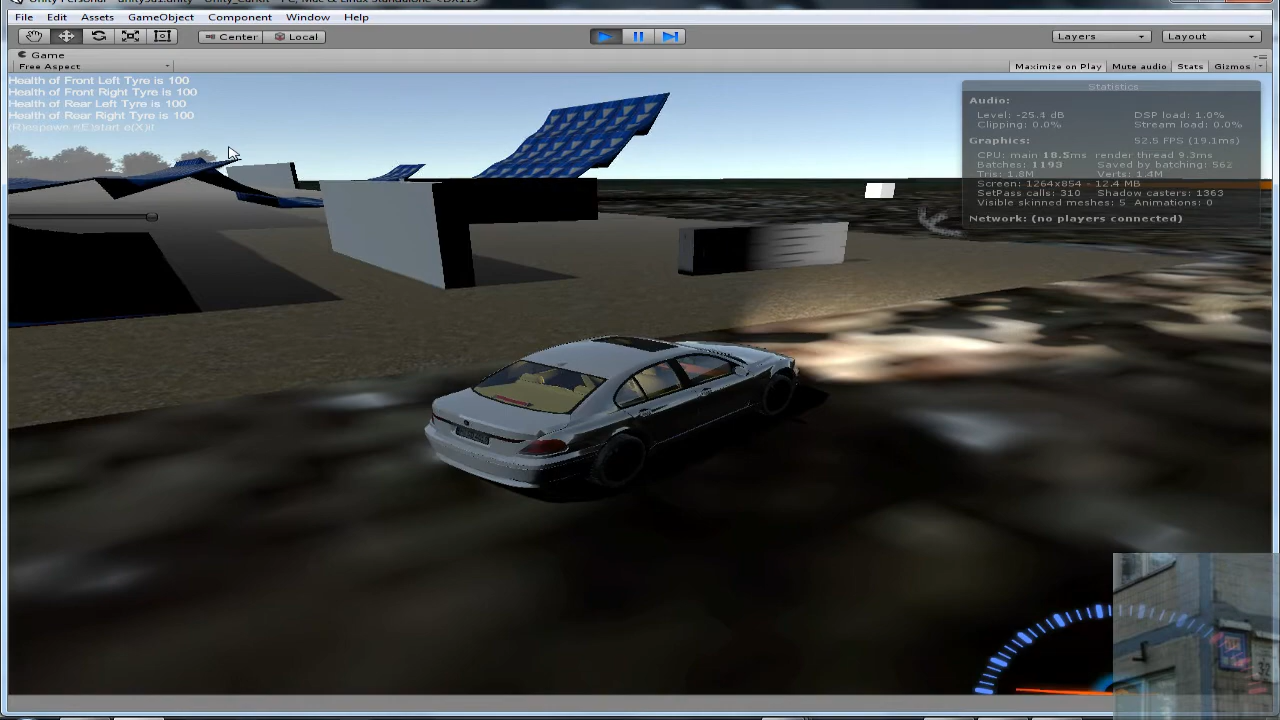 File Edit Assets GameObject Component Window Help
Center Local Layers Layout
Game
Free Aspect Maximize on Play Mute audio Stats Gizmos
Health of Front Left Tyre is 100
Health of Front Right Tyre is 100
Health of Rear Left Tyre is 100
Health of Rear Right Tyre is 100
(R)espawn r(E)start e(X)it
Statistics
Audio:
Level: -25.4 dB DSP load: 1.0%
Clipping: 0.0% Stream load: 0.0%
Graphics: 52.5 FPS (19.1ms)
CPU: main 18.5ms render thread 9.3ms
Batches: 1193 Saved by batching: 562
Tris: 1.8M Verts: 1.4M
Screen: 1264x854 - 12.4 MB
SetPass calls: 310 Shadow casters: 1363
Visible skinned meshes: 5 Animations: 0
Network: (no players connected)
32